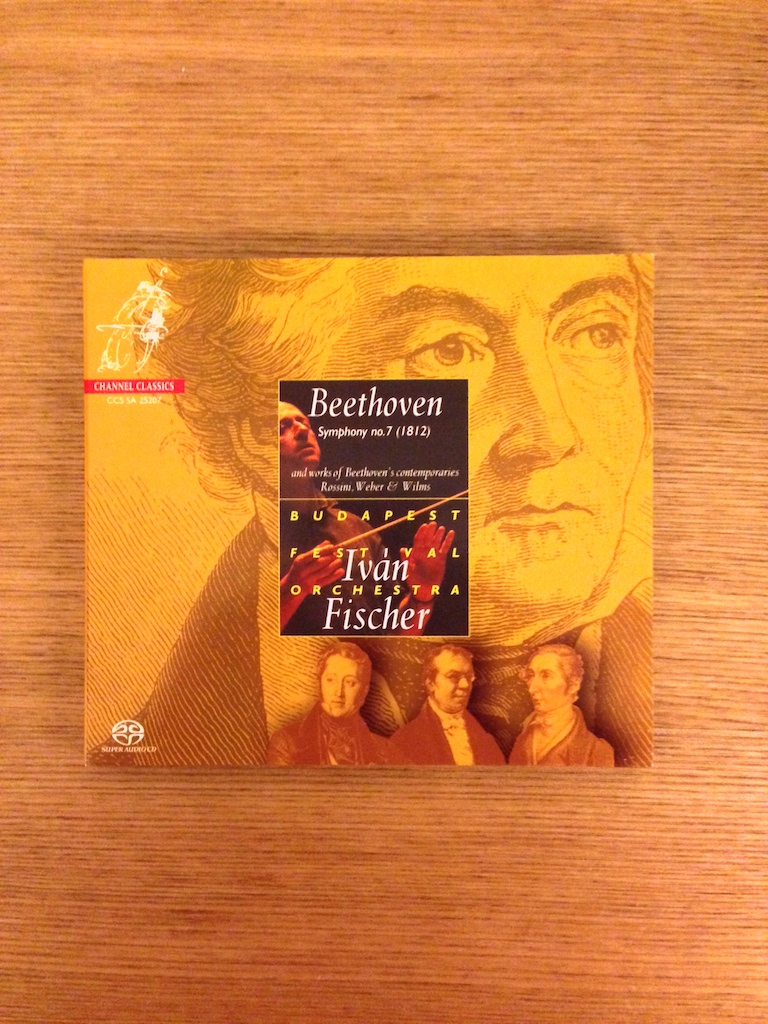 CHANNEL CLASSICS
CCS SA 25207
Beethoven
Symphony no.7 (1812)
and works of Beethoven's contemporaries
Rossini, Weber & Wilms
BUDAPEST
FESTIVAL
Iván
ORCHESTRA
Fischer
SUPER AUDIO CD